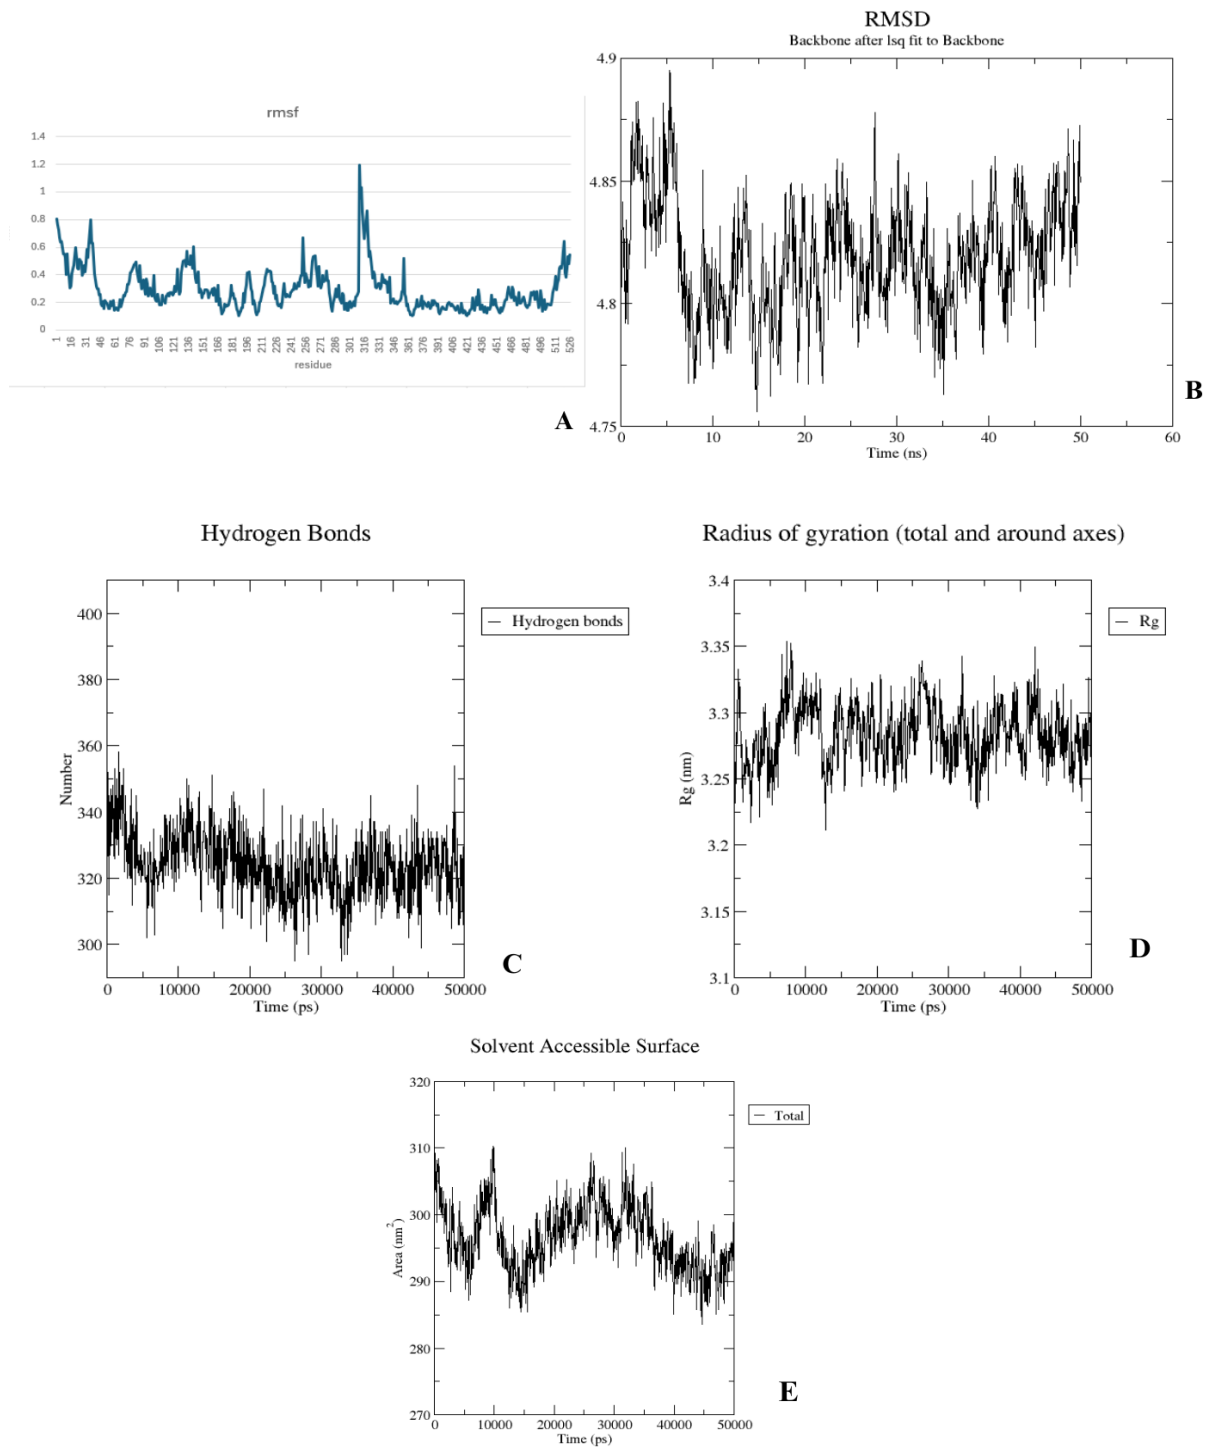 rmsf
1.4
1.2
1
0.8
0.6
0.4
0.2
0
1 16 31 46 61 76 91 106 121 136 151 166 181 196 211 226 241 256 271 286 301 316 331 346 361 376 391 406 421 436 451 466 481 496 511 526
residue
A
RMSD
Backbone after lsq fit to Backbone
4.9
4.85
4.8
4.75
0 10 20 30 40 50 60
Time (ns)
B
Hydrogen Bonds
Hydrogen bonds
400
380
360
340
320
300
Number
0 10000 20000 30000 40000 50000
Time (ps)
C
Radius of gyration (total and around axes)
Rg
3.4
3.35
3.3
3.25
3.2
3.15
3.1
Rg (nm)
0 10000 20000 30000 40000 50000
Time (ps)
D
Solvent Accessible Surface
Total
320
310
300
290
280
270
Area (nm²)
0 10000 20000 30000 40000 50000
Time (ps)
E